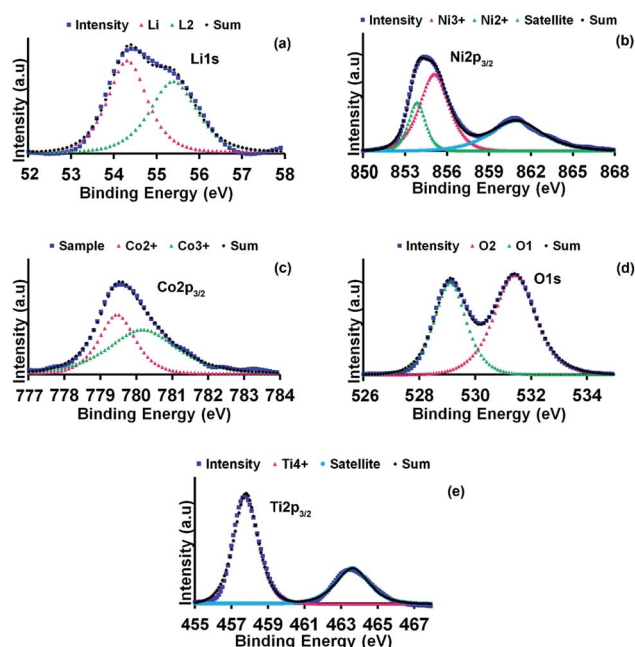 Intensity Li L2 Sum
(a)
Li1s
Intensity (a.u)
52 53 54 55 56 57 58
Binding Energy (eV)
Intensity Ni3+ Ni2+ Satellite Sum
(b)
Ni2p3/2
Intensity (a.u)
850 853 856 859 862 865 868
Binding Energy (eV)
Sample Co2+ Co3+ Sum
(c)
Co2p3/2
Intensity (a.u)
777 778 779 780 781 782 783 784
Binding Energy (eV)
Intensity O2 O1 Sum
(d)
O1s
Intensity (a.u)
526 528 530 532 534
Binding Energy (eV)
Intensity Ti4+ Satellite Sum
(e)
Ti2p3/2
Intensity (a.u)
455 457 459 461 463 465 467
Binding Energy (eV)